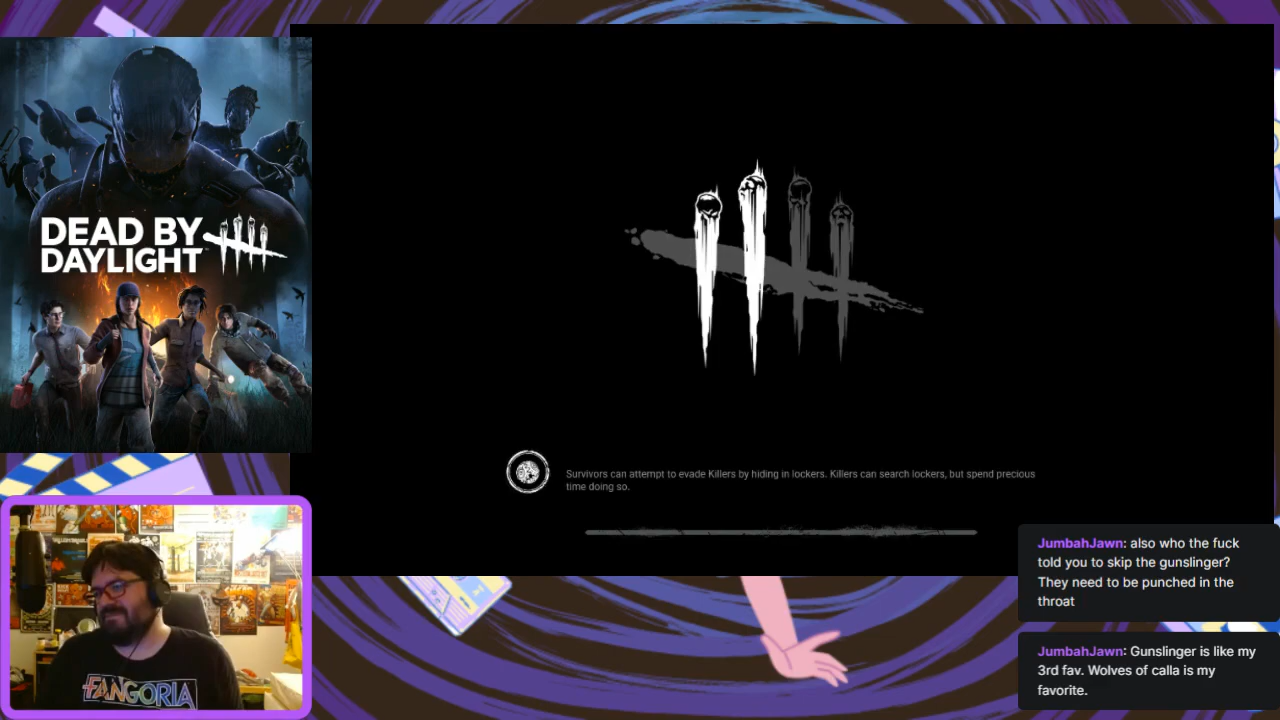 DEAD BY
DAYLIGHT
Survivors can attempt to evade Killers by hiding in lockers. Killers can search lockers, but spend precious
time doing so.
FANGORIA
JumbahJawn: also who the fuck
told you to skip the gunslinger?
They need to be punched in the
throat
JumbahJawn: Gunslinger is like my
3rd fav. Wolves of calla is my
favorite.